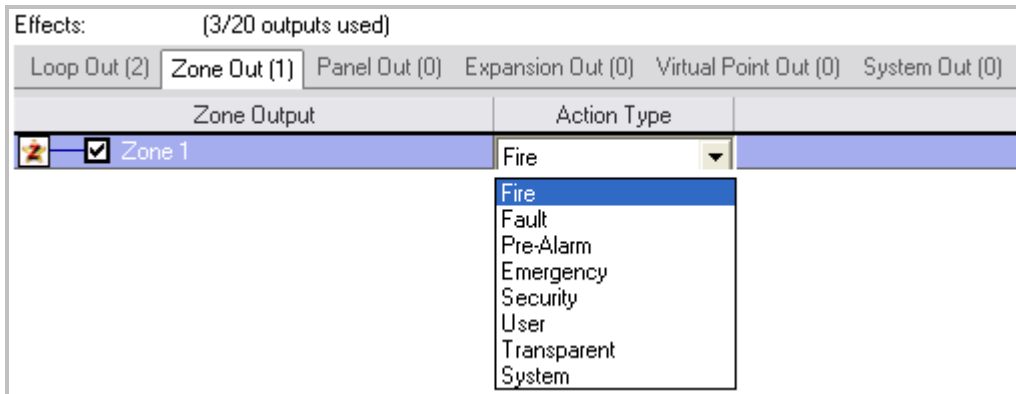 Effects: (3/20 outputs used)
Loop Out (2) Zone Out (1) Panel Out (0) Expansion Out (0) Virtual Point Out (0) System Out (0)
Zone Output Action Type
Z Zone 1 Fire
Fire
Fault
Pre-Alarm
Emergency
Security
User
Transparent
System